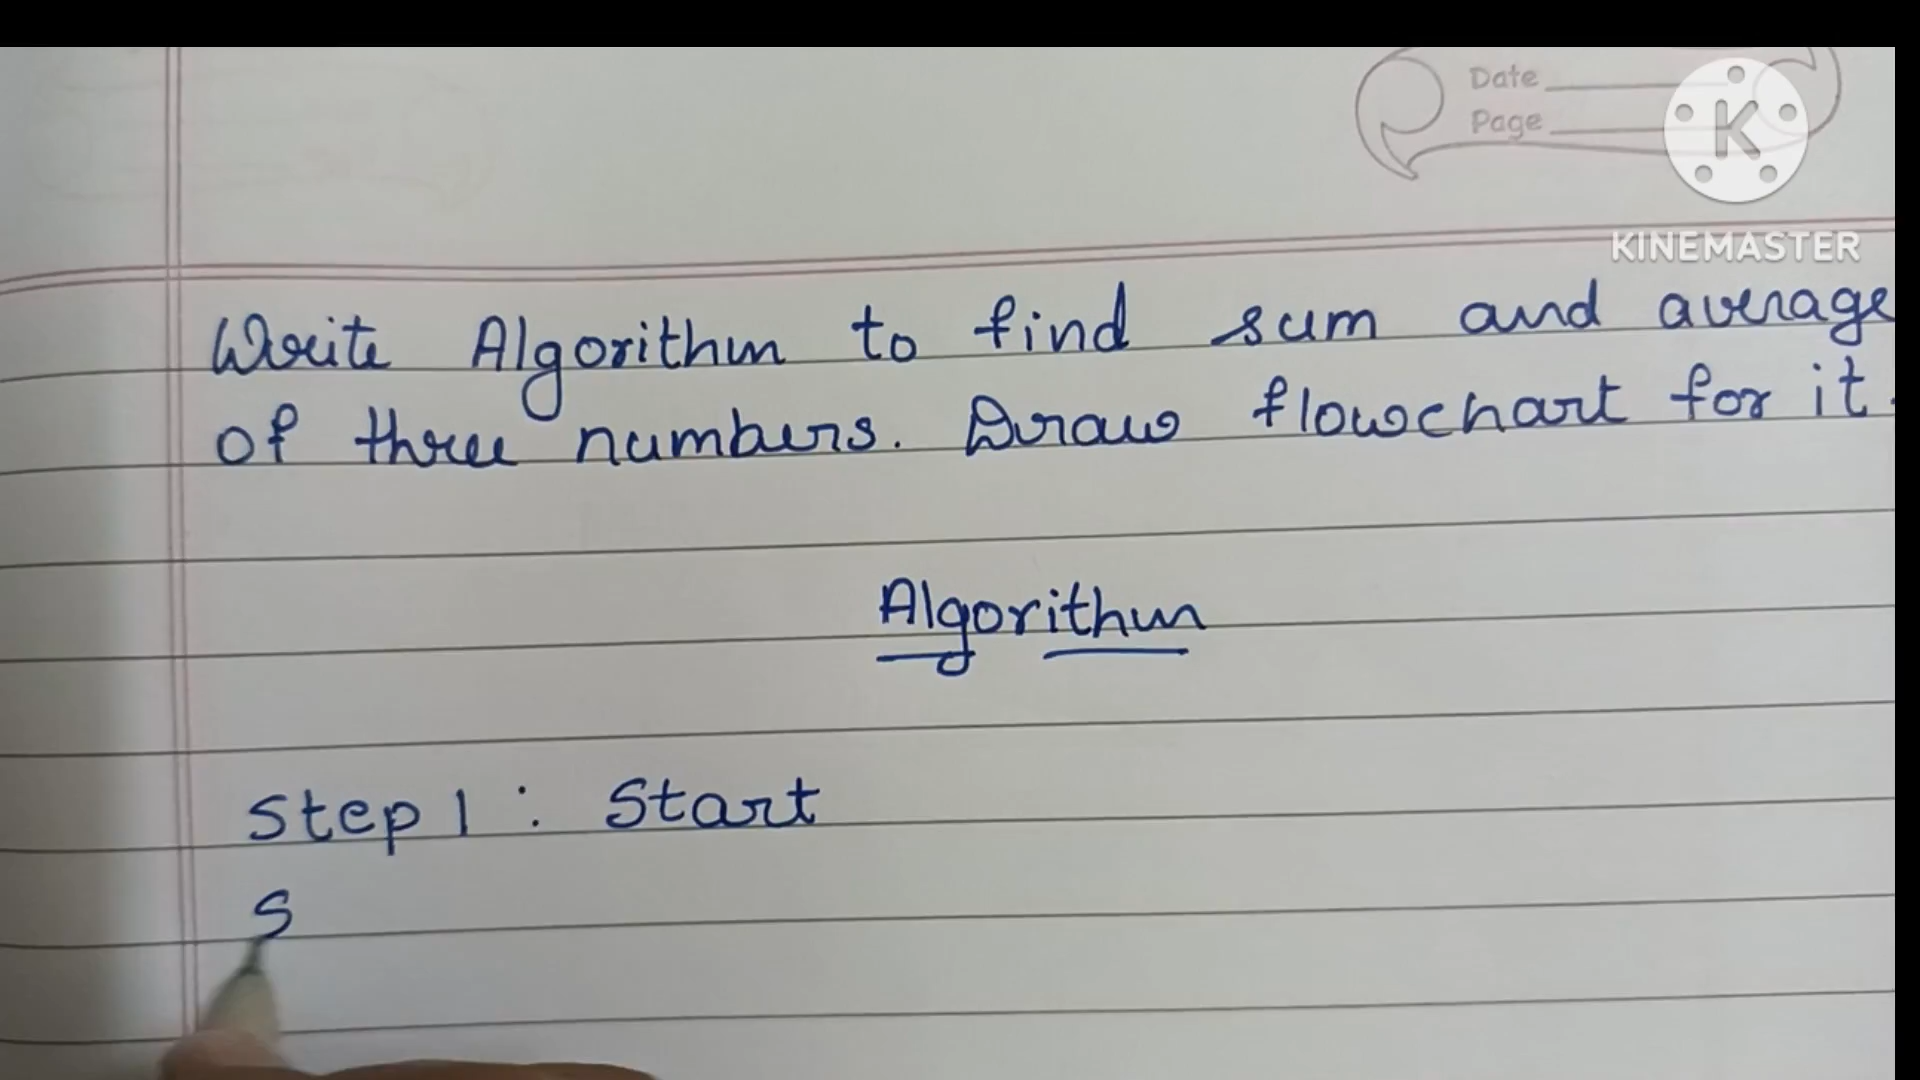 Date
Page
K
KINEMASTER
Write Algorithm to find sum and average
of three numbers. Draw flowchart for it.
Algorithm
Step 1 : Start
S